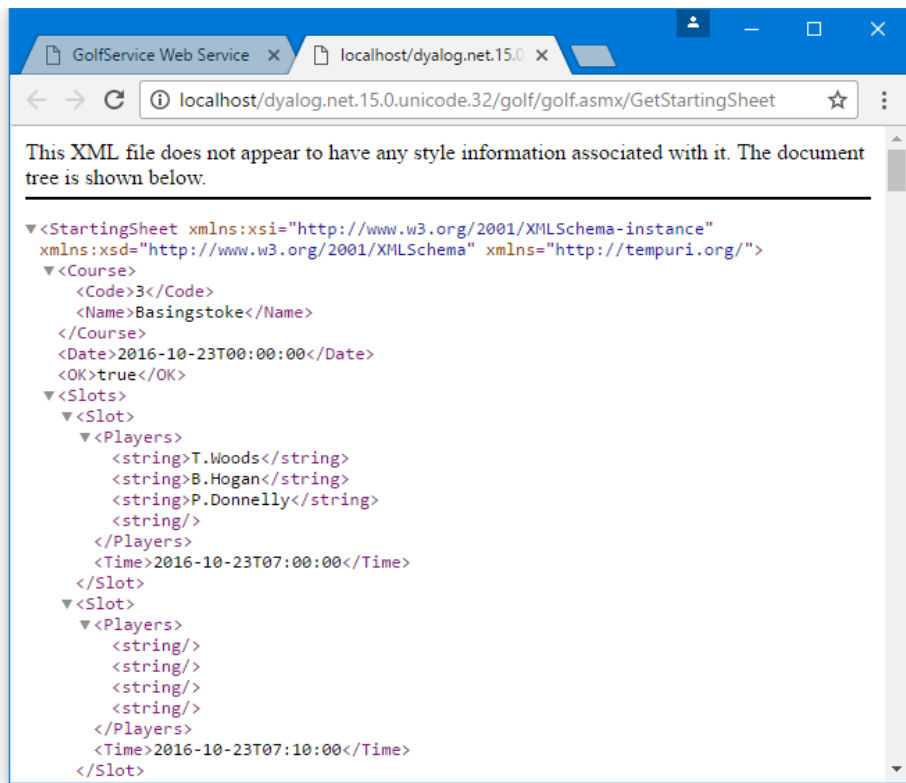 GolfService Web Service
localhost/dyalog.net.15.0
localhost/dyalog.net.15.0.unicode.32/golf/golf.asmx/GetStartingSheet
This XML file does not appear to have any style information associated with it. The document
tree is shown below.
▼<StartingSheet xmlns:xsi="http://www.w3.org/2001/XMLSchema-instance"
xmlns:xsd="http://www.w3.org/2001/XMLSchema" xmlns="http://tempuri.org/">
▼<Course>
<Code>3</Code>
<Name>Basingstoke</Name>
</Course>
<Date>2016-10-23T00:00:00</Date>
<OK>true</OK>
▼<Slots>
▼<Slot>
▼<Players>
<string>T.Woods</string>
<string>B.Hogan</string>
<string>P.Donnelly</string>
<string/>
</Players>
<Time>2016-10-23T07:00:00</Time>
</Slot>
▼<Slot>
▼<Players>
<string/>
<string/>
<string/>
<string/>
</Players>
<Time>2016-10-23T07:10:00</Time>
</Slot>